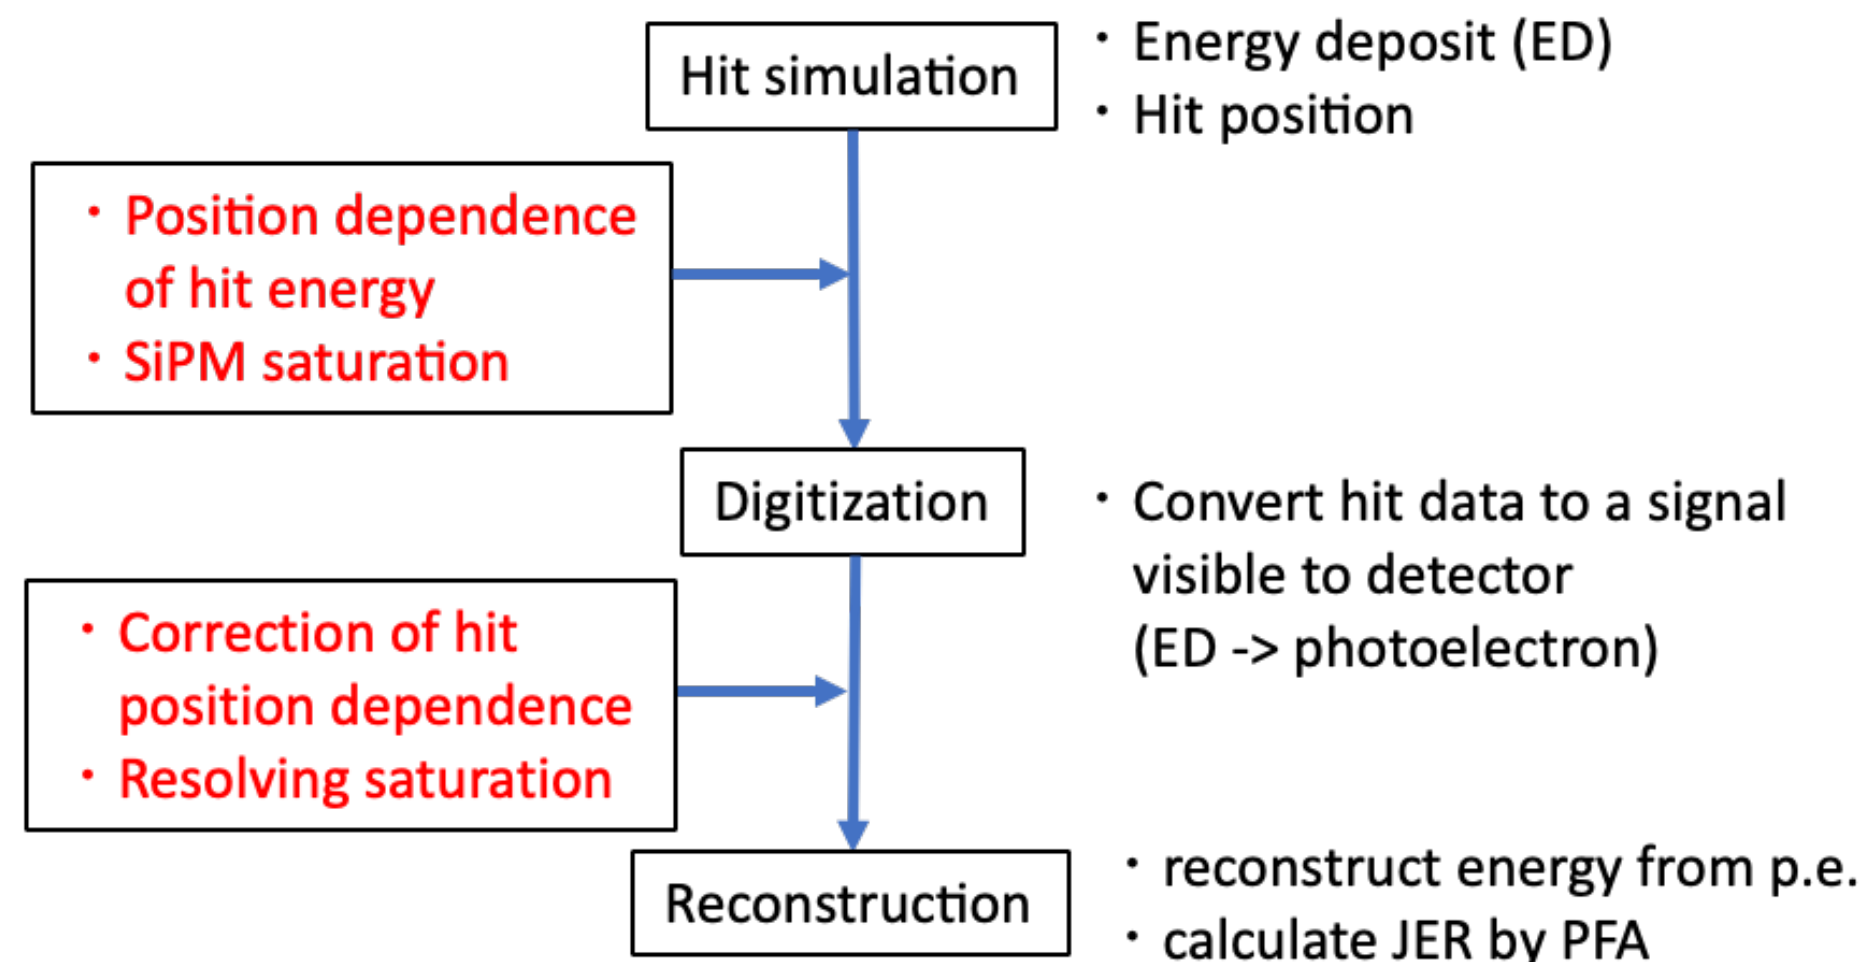 Hit simulation
・Energy deposit (ED)
・Hit position
・Position dependence
of hit energy
・SiPM saturation
Digitization
・Convert hit data to a signal
visible to detector
(ED -> photoelectron)
・Correction of hit
position dependence
・Resolving saturation
Reconstruction
・reconstruct energy from p.e.
・calculate JER by PFA